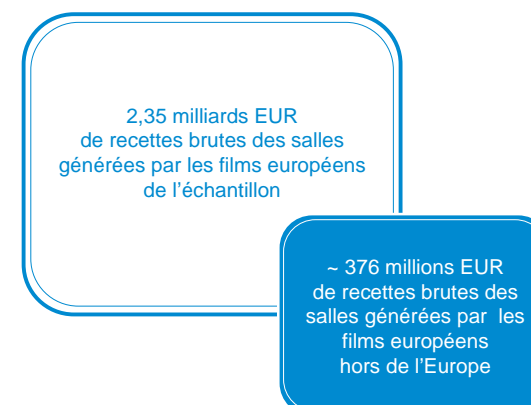 2,35 milliards EUR
de recettes brutes des salles
générées par les films européens
de l’échantillon
~ 376 millions EUR
de recettes brutes des
salles générées par les
films européens
hors de l’Europe